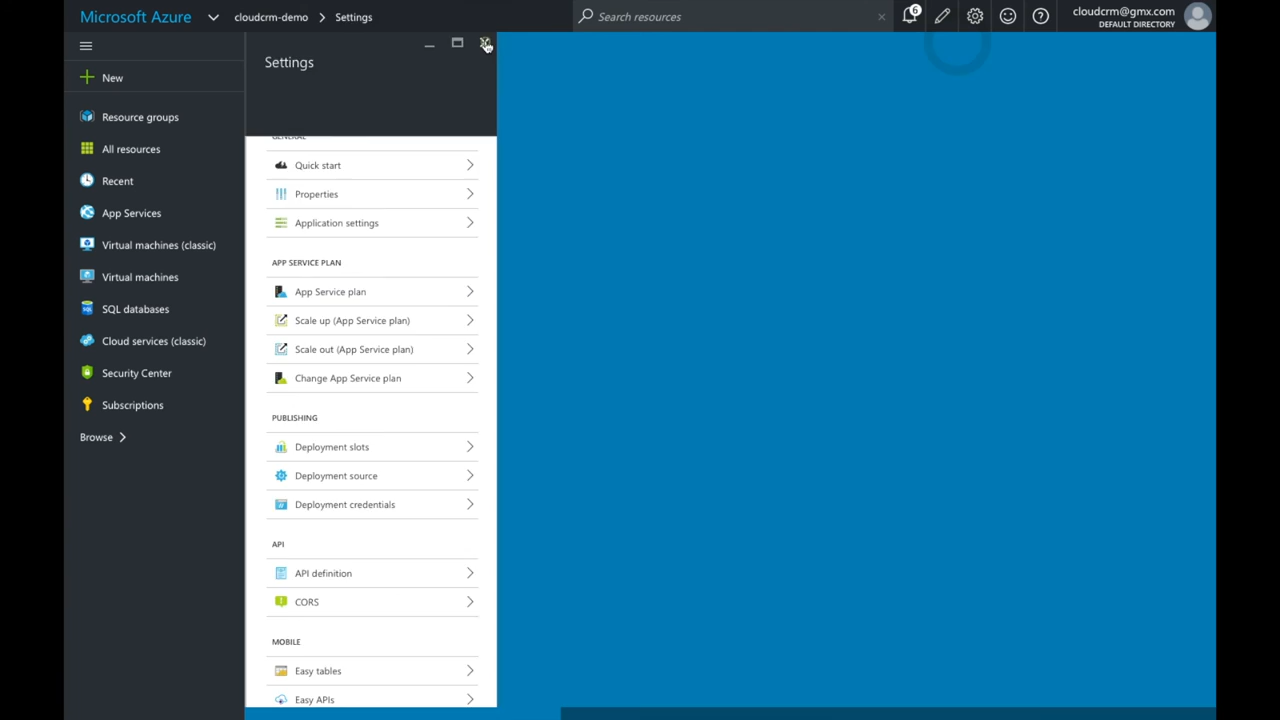 Microsoft Azure
cloudcrm-demo
Settings
Search resources
6
cloudcrm@gmx.com
DEFAULT DIRECTORY
New
Resource groups
All resources
Recent
App Services
Virtual machines (classic)
Virtual machines
SQL databases
Cloud services (classic)
Security Center
Subscriptions
Browse
Settings
GENERAL
Quick start
Properties
Application settings
APP SERVICE PLAN
App Service plan
Scale up (App Service plan)
Scale out (App Service plan)
Change App Service plan
PUBLISHING
Deployment slots
Deployment source
Deployment credentials
API
API definition
CORS
MOBILE
Easy tables
Easy APIs